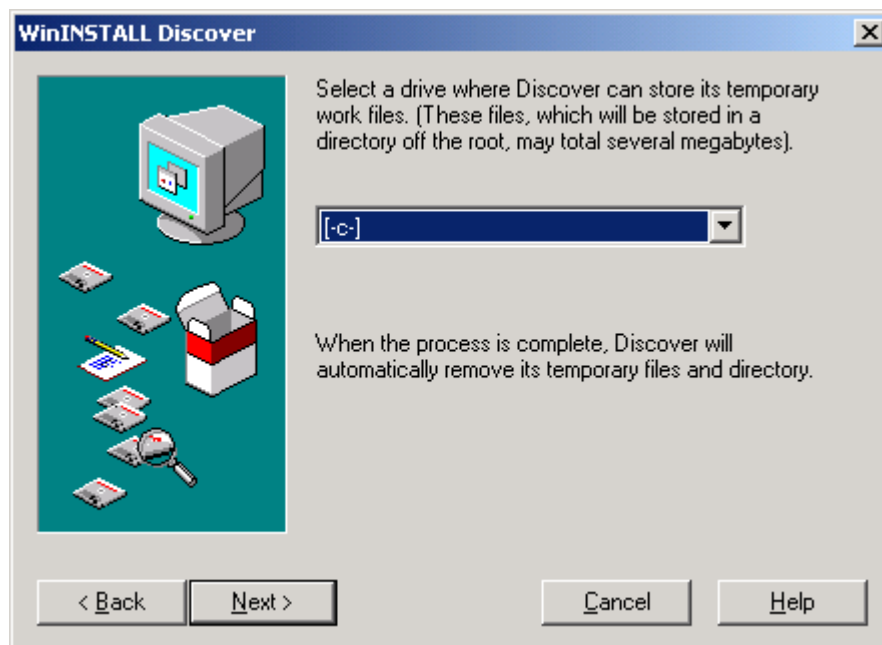 WinINSTALL Discover
Select a drive where Discover can store its temporary
work files. (These files, which will be stored in a
directory off the root, may total several megabytes).
[-c-]
When the process is complete, Discover will
automatically remove its temporary files and directory.
< Back
Next >
Cancel
Help